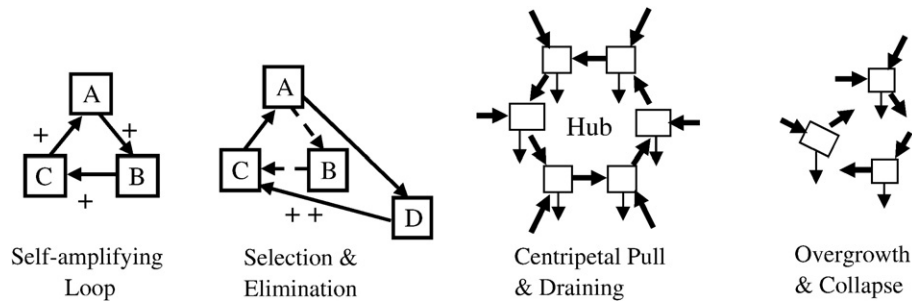 A
+ +
C B
+
Self-amplifying
Loop
A
C B
+ +
D
Selection &
Elimination
Hub
Centripetal Pull
& Draining
Overgrowth
& Collapse